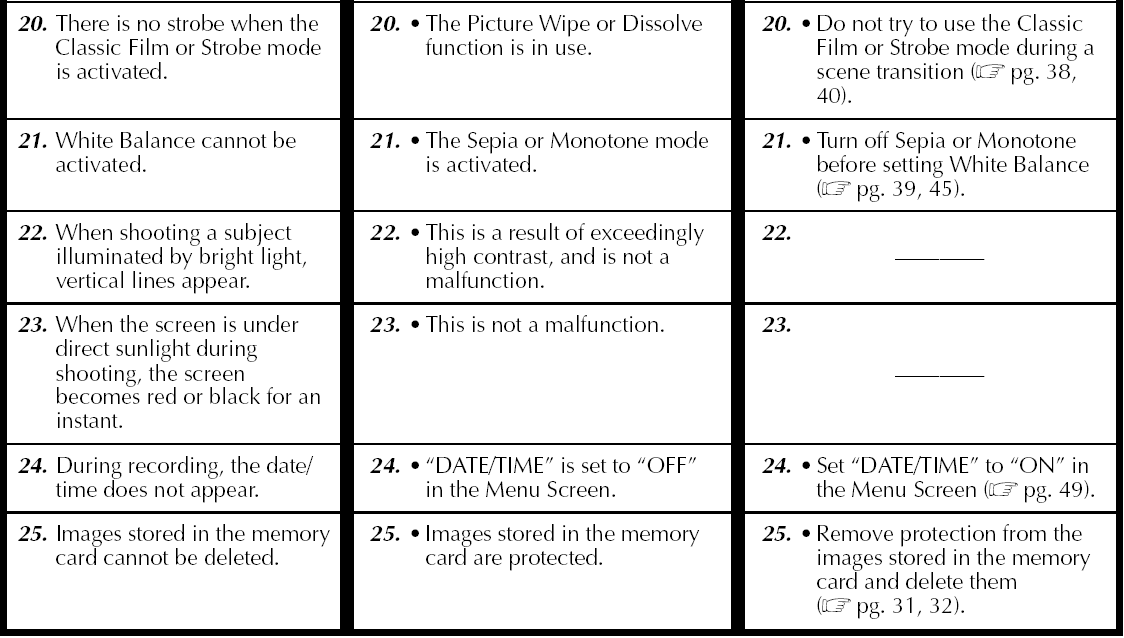 20. There is no strobe when the
Classic Film or Strobe mode
is activated.
20. • The Picture Wipe or Dissolve
function is in use.
20. • Do not try to use the Classic
Film or Strobe mode during a
scene transition (☞ pg. 38,
40).
21. White Balance cannot be
activated.
21. • The Sepia or Monotone mode
is activated.
21. • Turn off Sepia or Monotone
before setting White Balance
(☞ pg. 39, 45).
22. When shooting a subject
illuminated by bright light,
vertical lines appear.
22. • This is a result of exceedingly
high contrast, and is not a
malfunction.
22.
23. When the screen is under
direct sunlight during
shooting, the screen
becomes red or black for an
instant.
23. • This is not a malfunction.
23.
24. During recording, the date/
time does not appear.
24. • “DATE/TIME” is set to “OFF”
in the Menu Screen.
24. • Set “DATE/TIME” to “ON” in
the Menu Screen (☞ pg. 49).
25. Images stored in the memory
card cannot be deleted.
25. • Images stored in the memory
card are protected.
25. • Remove protection from the
images stored in the memory
card and delete them
(☞ pg. 31, 32).